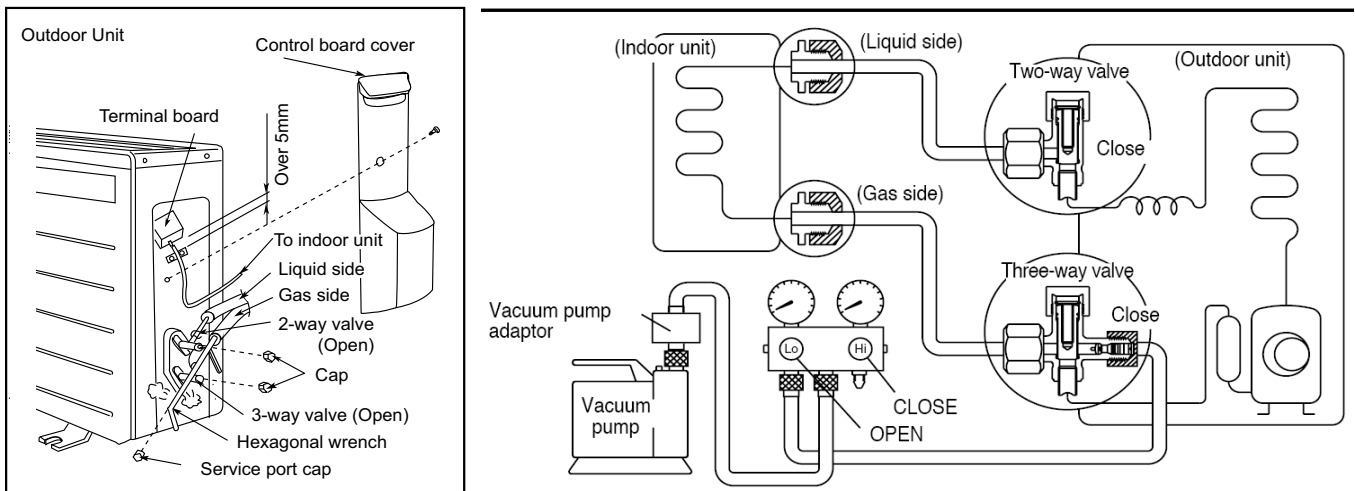 Outdoor Unit
Control board cover
Terminal board
Over 5mm
To indoor unit
Liquid side
Gas side
2-way valve
(Open)
Cap
3-way valve (Open)
Hexagonal wrench
Service port cap
(Indoor unit)
(Liquid side)
Two-way valve
(Outdoor unit)
Close
(Gas side)
Three-way valve
Close
Vacuum pump
adaptor
Lo
Hi
Vacuum
pump
CLOSE
OPEN